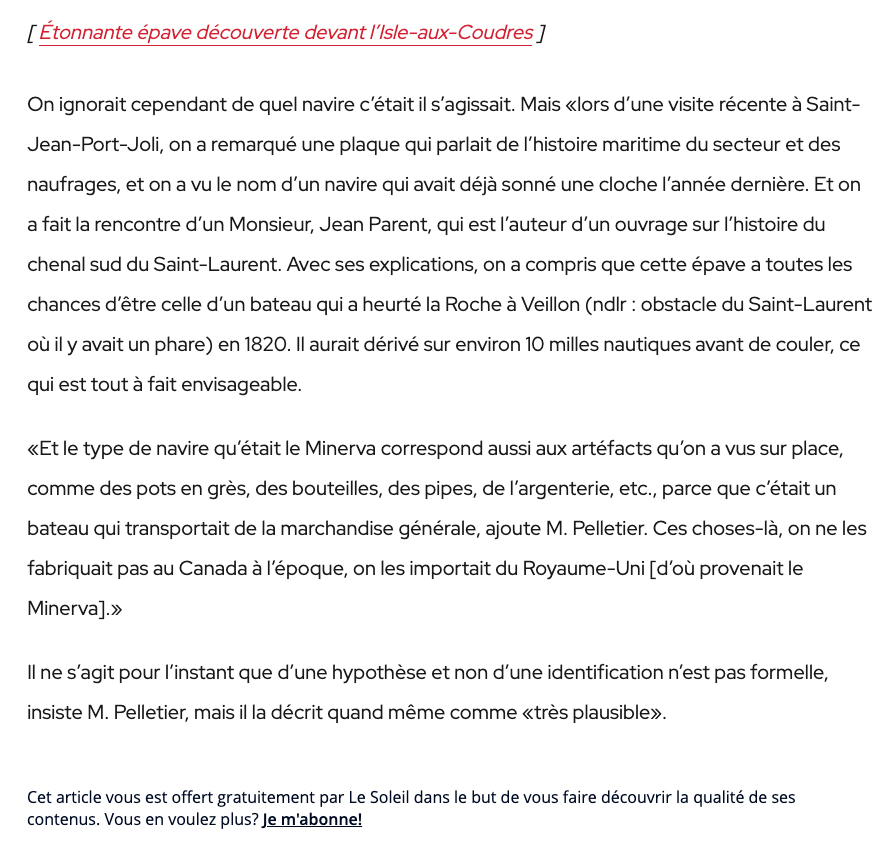 [ Étonnante épave découverte devant l'Isle-aux-Coudres ]
On ignorait cependant de quel navire c'était il s'agissait. Mais «lors d'une visite récente à Saint-
Jean-Port-Joli, on a remarqué une plaque qui parlait de l'histoire maritime du secteur et des
naufrages, et on a vu le nom d'un navire qui avait déjà sonné une cloche l'année dernière. Et on
a fait la rencontre d'un Monsieur, Jean Parent, qui est l'auteur d'un ouvrage sur l'histoire du
chenal sud du Saint-Laurent. Avec ses explications, on a compris que cette épave a toutes les
chances d'être celle d'un bateau qui a heurté la Roche à Veillon (ndlr : obstacle du Saint-Laurent
où il y avait un phare) en 1820. Il aurait dérivé sur environ 10 milles nautiques avant de couler, ce
qui est tout à fait envisageable.
«Et le type de navire qu'était le Minerva correspond aussi aux artéfacts qu'on a vus sur place,
comme des pots en grès, des bouteilles, des pipes, de l'argenterie, etc., parce que c'était un
bateau qui transportait de la marchandise générale, ajoute M. Pelletier. Ces choses-là, on ne les
fabriquait pas au Canada à l'époque, on les importait du Royaume-Uni [d'où provenait le
Minerva].»
Il ne s'agit pour l'instant que d'une hypothèse et non d'une identification n'est pas formelle,
insiste M. Pelletier, mais il la décrit quand même comme «très plausible».
Cet article vous est offert gratuitement par Le Soleil dans le but de vous faire découvrir la qualité de ses
contenus. Vous en voulez plus? Je m'abonne!